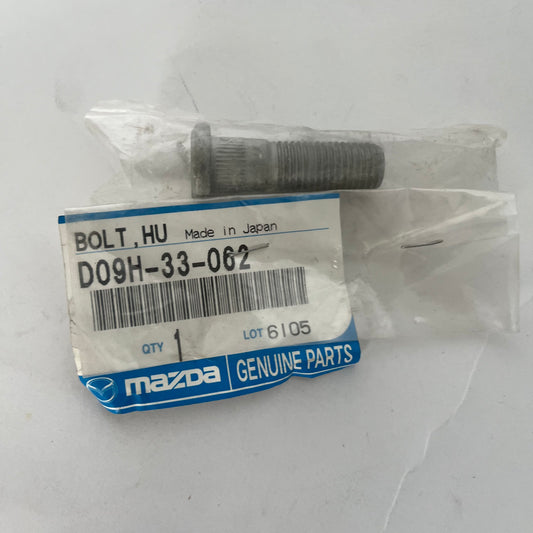 BOLT,HU Made in Japan
D09H-33-062
QTY 1 LOT 6105
mazda GENUINE PARTS